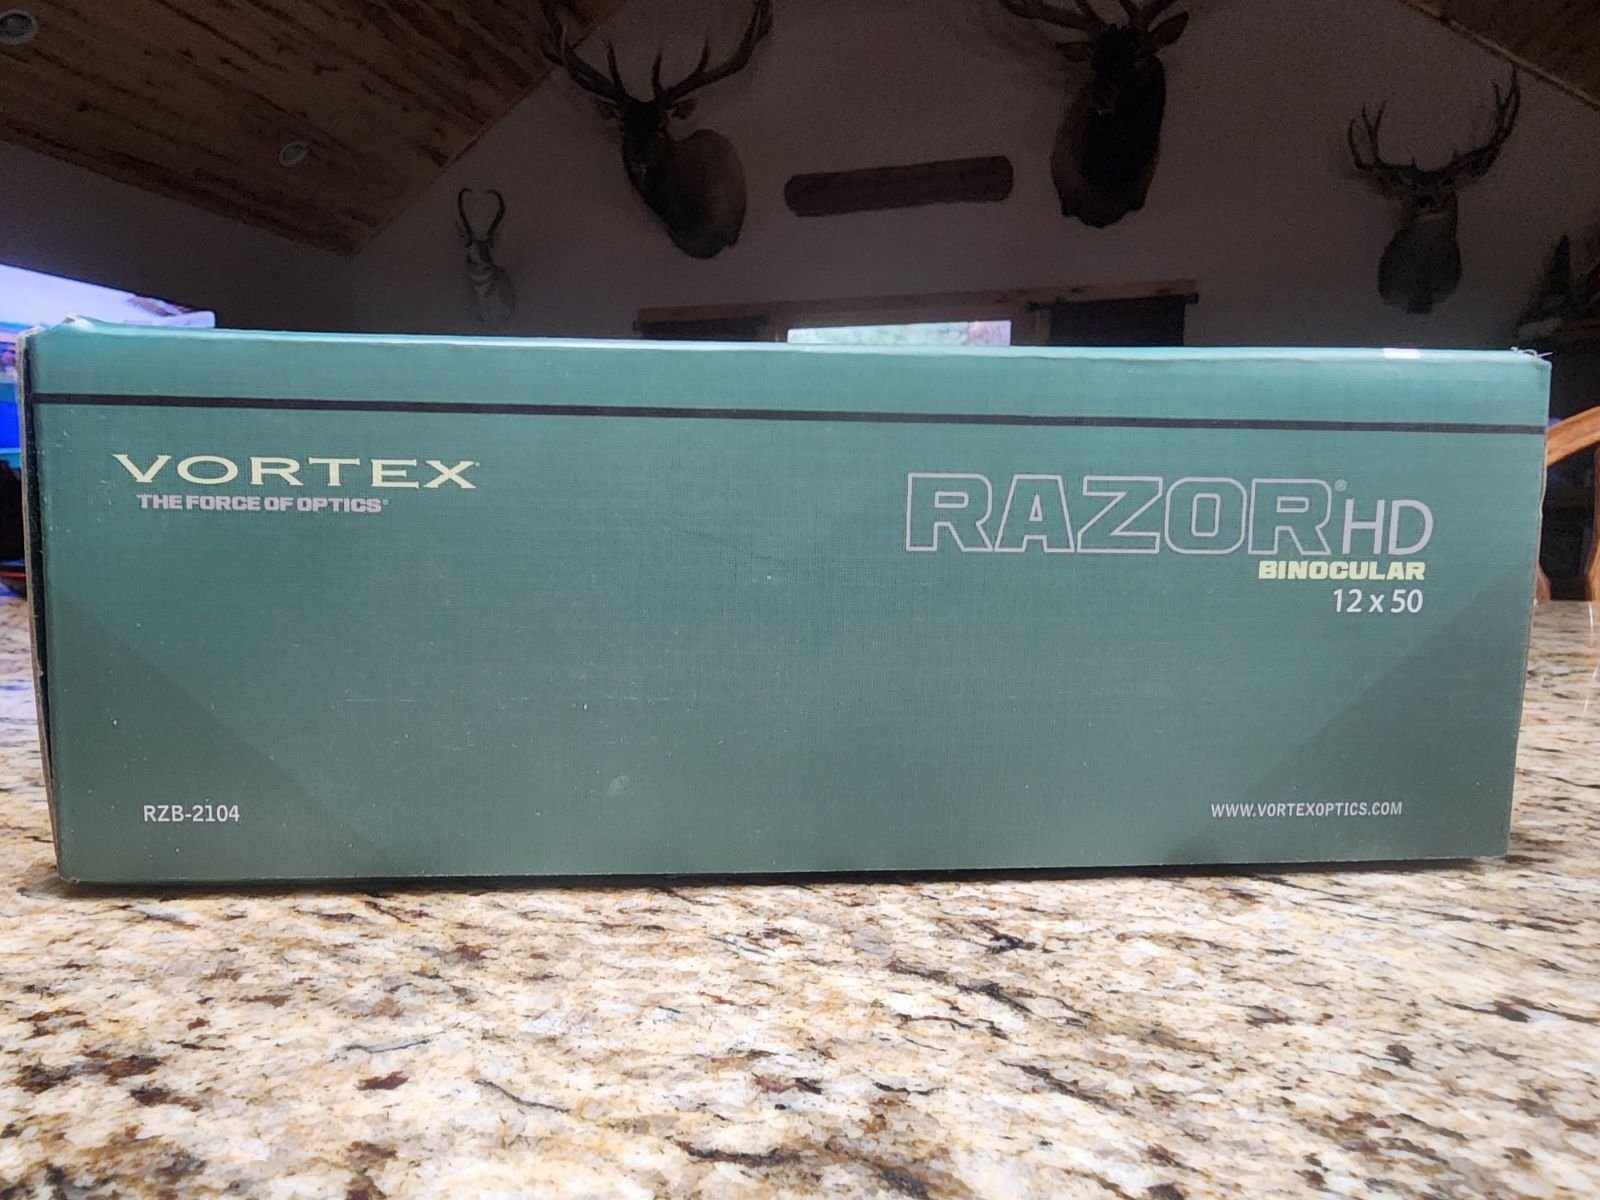 VORTEX®
THE FORCE OF OPTICS®
RAZOR® HD
BINOCULAR
12 x 50
RZB-2104
WWW.VORTEXOPTICS.COM